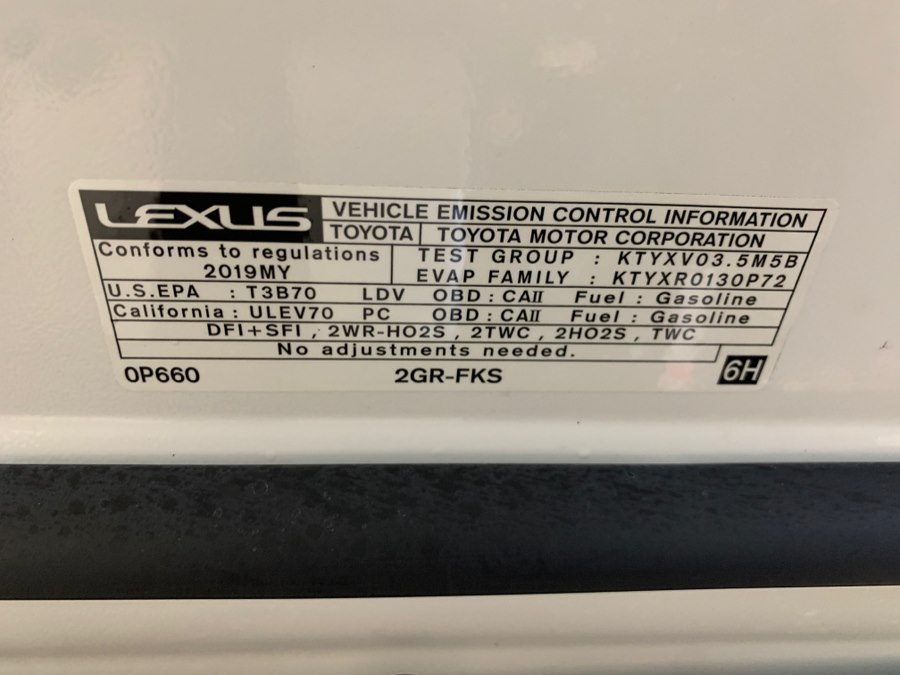 LEXUS
VEHICLE EMISSION CONTROL INFORMATION
TOYOTA TOYOTA MOTOR CORPORATION
Conforms to regulations
2019MY
TEST GROUP : KTYXV03.5M5B
EVAP FAMILY : KTYXR0130P72
U.S.EPA : T3B70 LDV OBD : CAII Fuel : Gasoline
California : ULEV70 PC OBD : CAII Fuel : Gasoline
DFI+SFI , 2WR-HO2S , 2TWC , 2HO2S , TWC
No adjustments needed.
0P660 2GR-FKS 6H